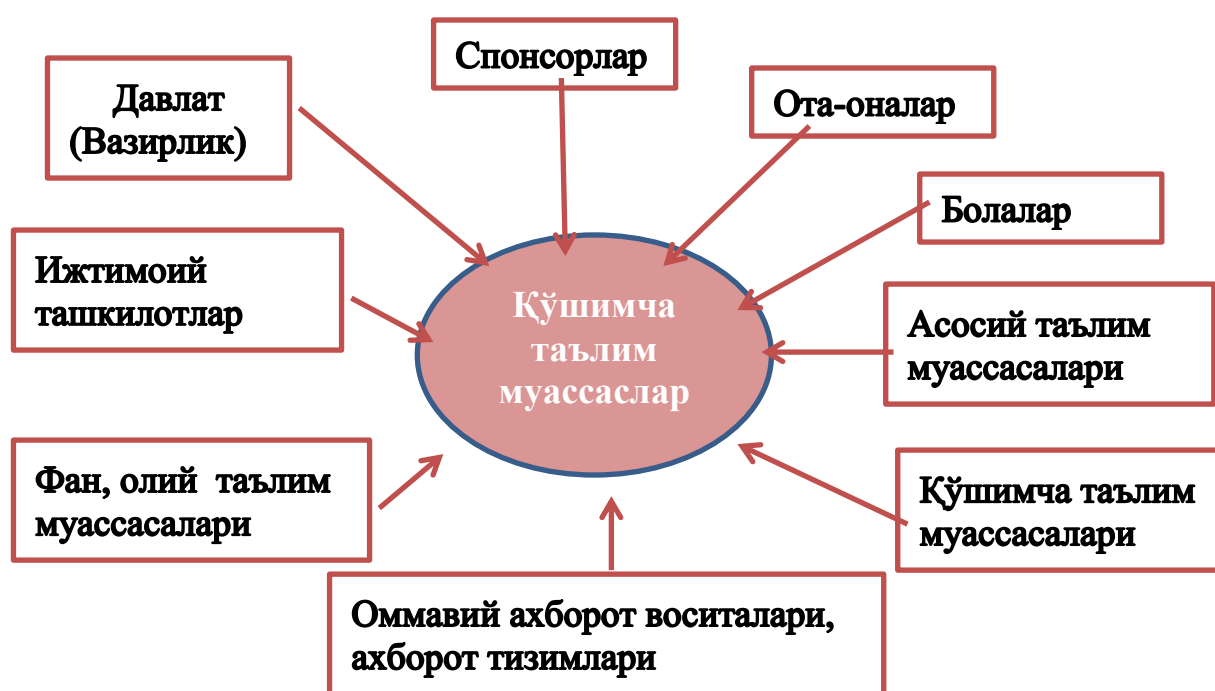 Спонсорлар
Давлат
(Вазирлик)
Ота-оналар
Болалар
Ижтимоий
ташкилотлар
Қўшимча
таълим
муассаслар
Асосий таълим
муассасалари
Фан, олий таълим
муассасалари
Қўшимча таълим
муассасалари
Оммавий ахборот воситалари,
ахборот тизимлари